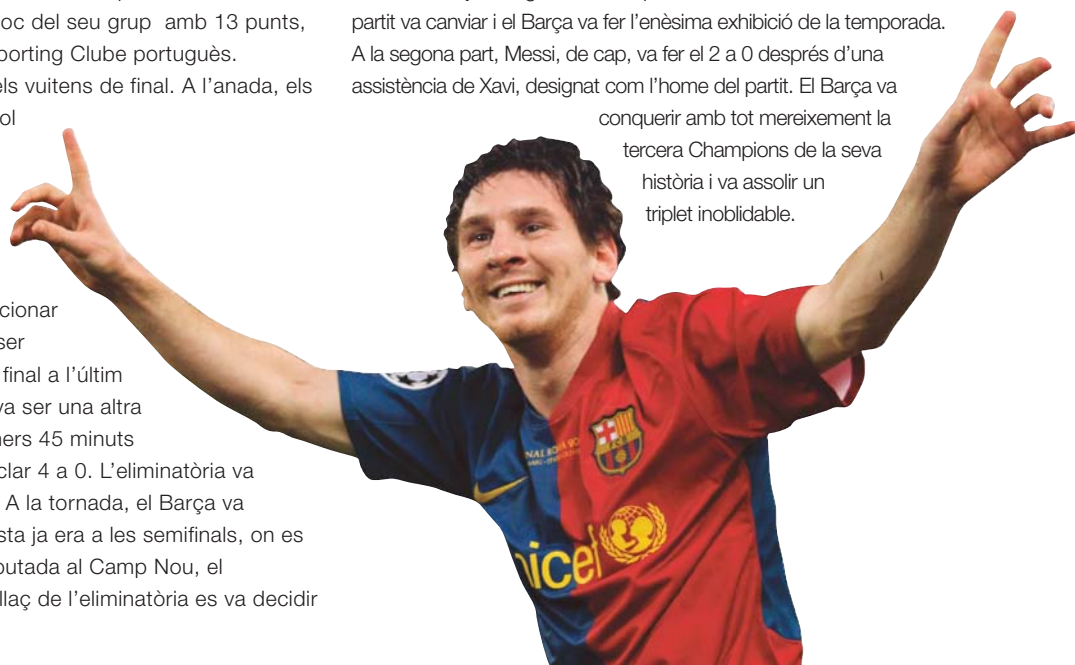 oc del seu grup amb 13 punts,
porting Clube portuguès.
els vuitens de final. A l'anada, els
ol
cionar
ser
final a l'últim
va ser una altra
ners 45 minuts
clar 4 a 0. L'eliminatòria va
A la tornada, el Barça va
sta ja era a les semifinals, on es
putada al Camp Nou, el
llaç de l'eliminatòria es va decidir
partit va canviar i el Barça va fer l'enèsima exhibició de la temporada.
A la segona part, Messi, de cap, va fer el 2 a 0 després d'una
assistència de Xavi, designat com l'home del partit. El Barça va
conquerir amb tot mereixement la
tercera Champions de la seva
història i va assolir un
triplet inoblidable.
FCB
unicef